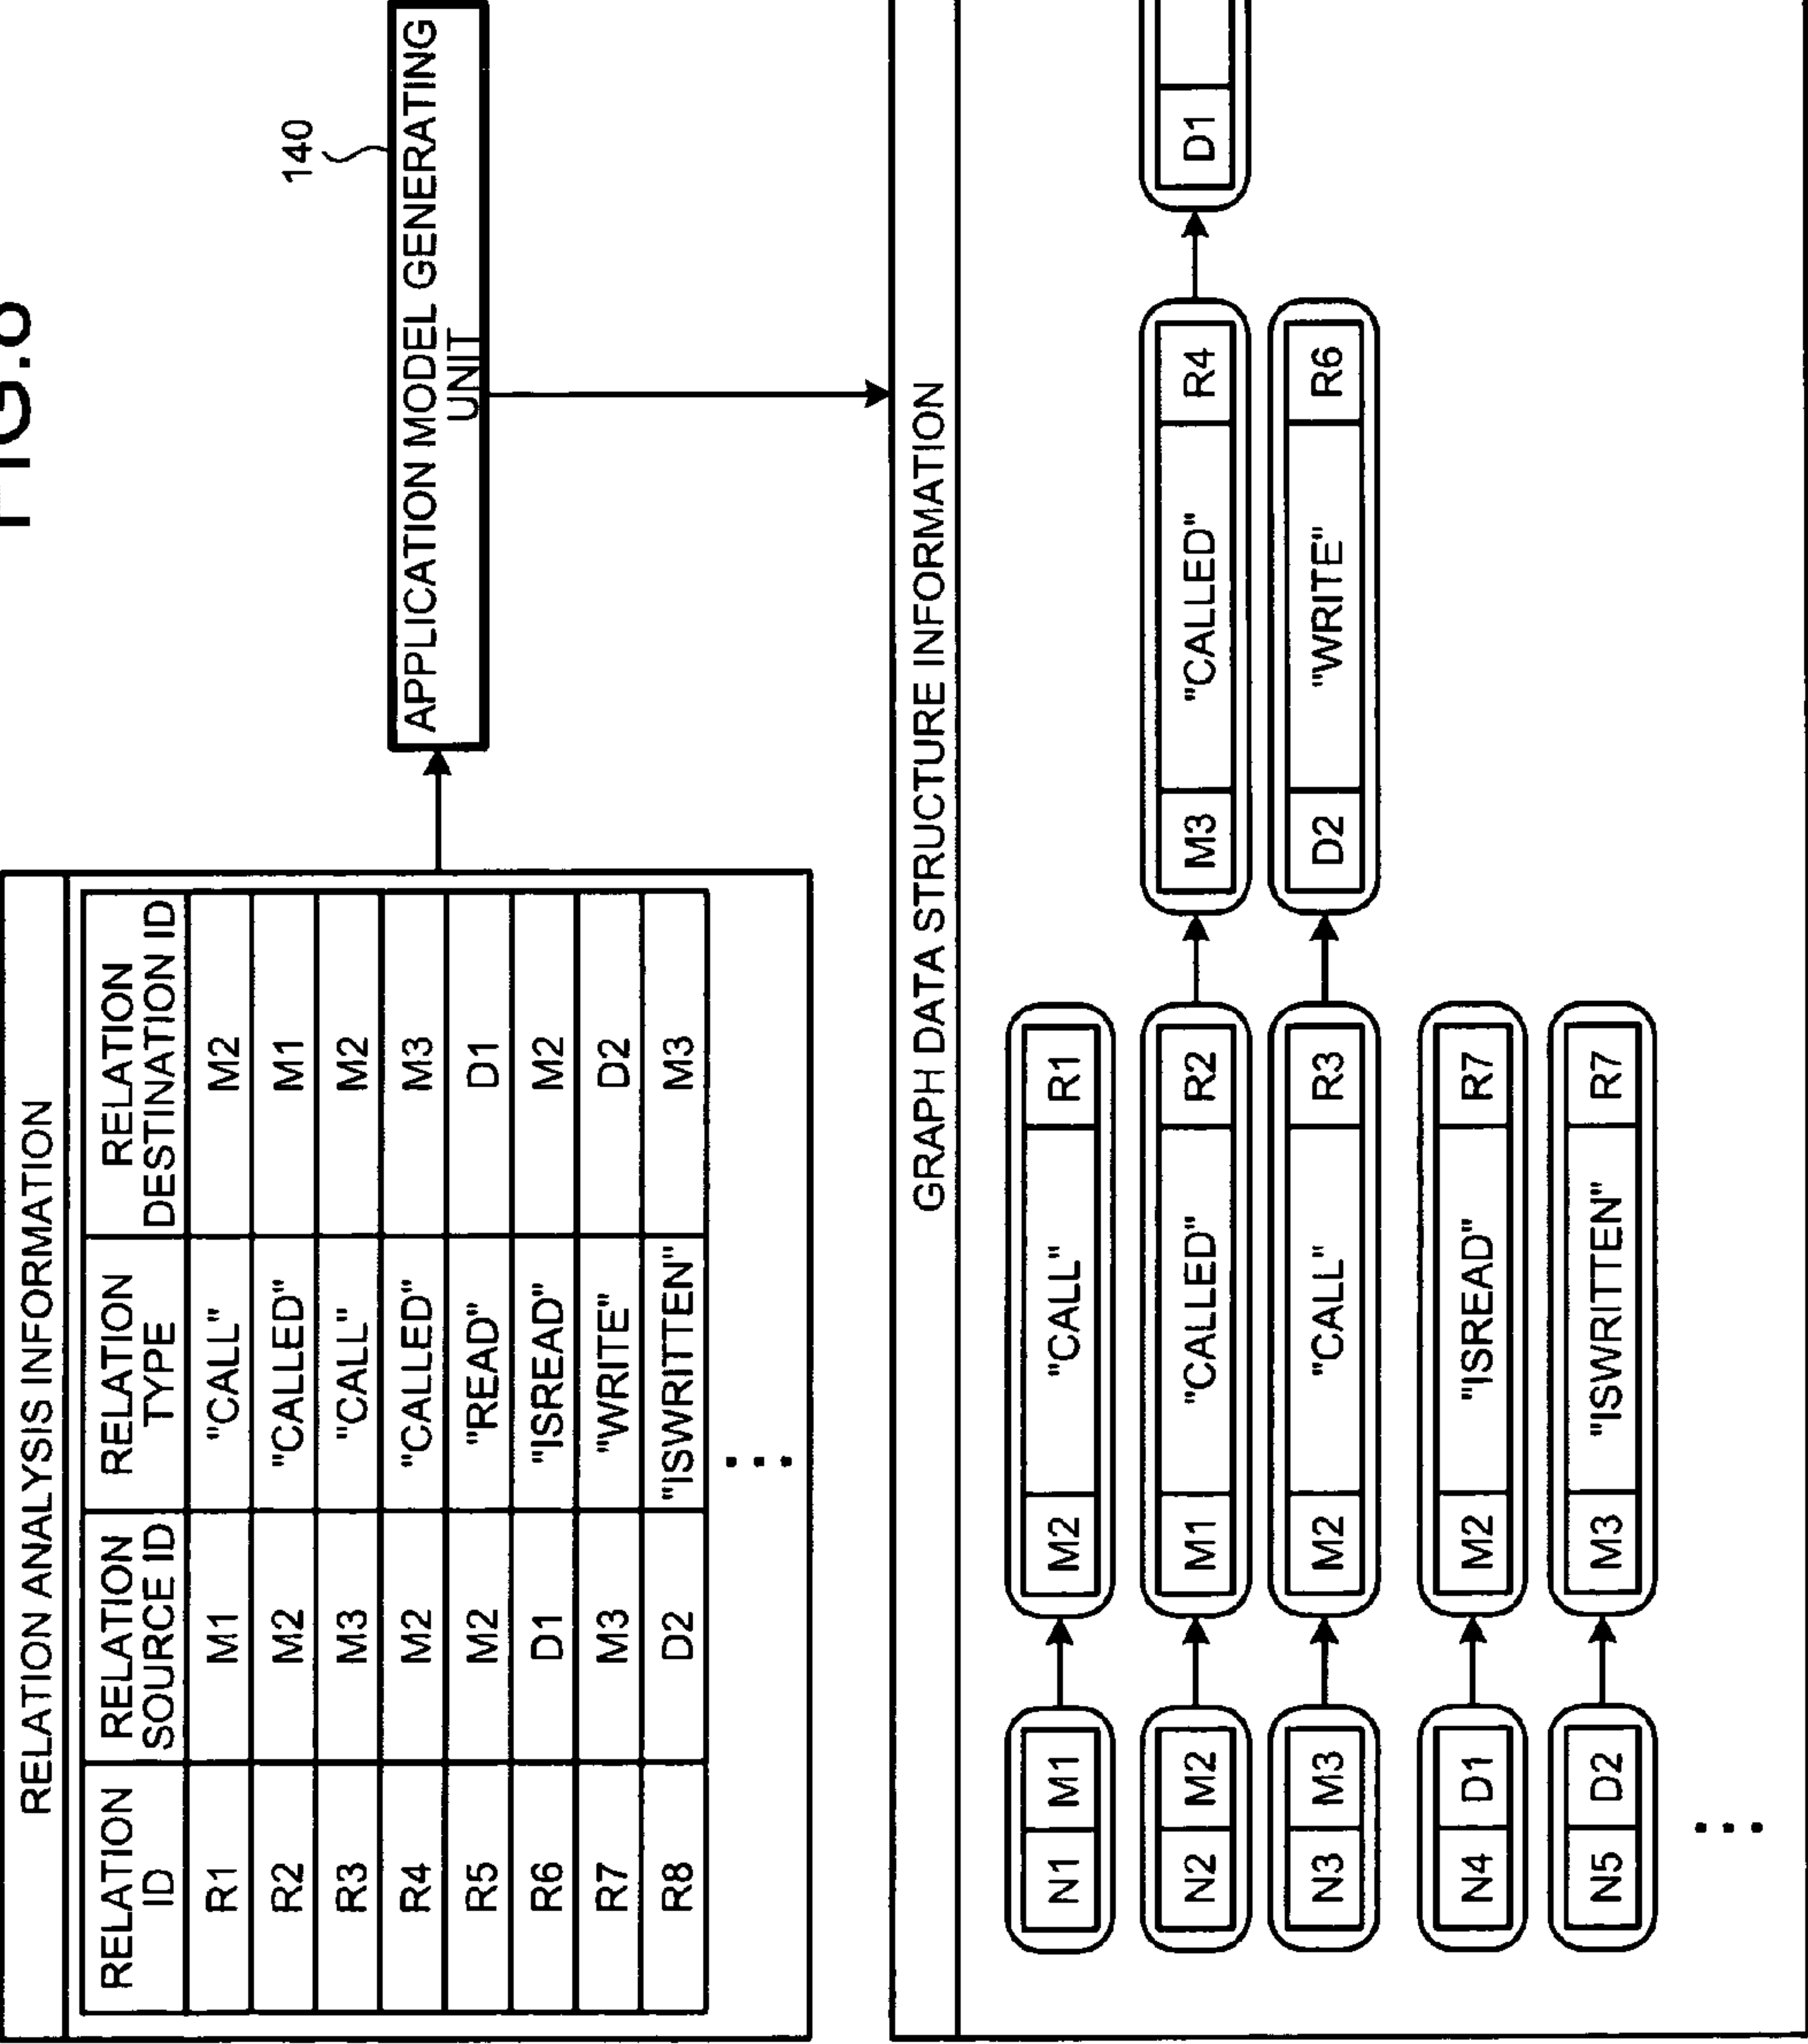 FIG.8
RELATION ANALYSIS INFORMATION
RELATION ID RELATION SOURCE ID RELATION TYPE RELATION DESTINATION ID
R1 M1 "CALL" M2
R2 M2 "CALLED" M1
R3 M3 "CALL" M2
R4 M2 "CALLED" M3
R5 M2 "READ" D1
R6 D1 "ISREAD" M2
R7 M3 "WRITE" D2
R8 D2 "ISWRITTEN" M3
140
APPLICATION MODEL GENERATING
UNIT
GRAPH DATA STRUCTURE INFORMATION
N1 M1 M2 "CALL" R1
N2 M2 M1 "CALLED" R2 M3 "CALLED" R4 D1
N3 M3 M2 "CALL" R3 D2 "WRITE" R6
N4 D1 M2 "ISREAD" R7
N5 D2 M3 "ISWRITTEN" R7